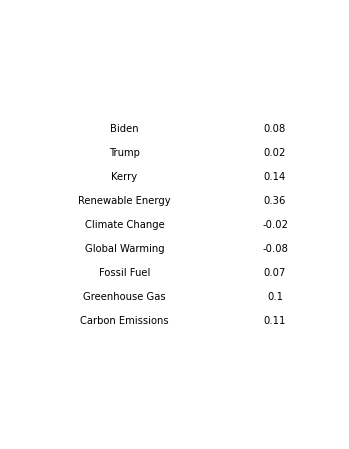 Biden 0.08
Trump 0.02
Kerry 0.14
Renewable Energy 0.36
Climate Change -0.02
Global Warming -0.08
Fossil Fuel 0.07
Greenhouse Gas 0.1
Carbon Emissions 0.11